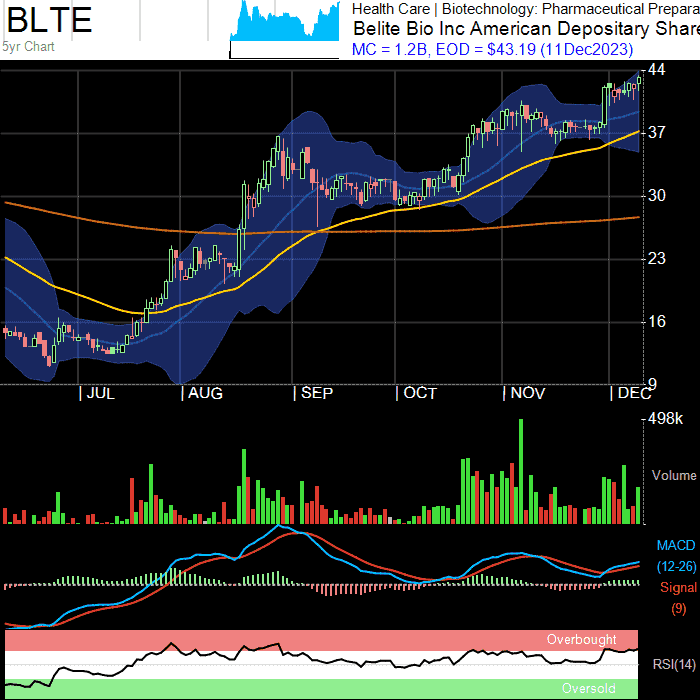 BLTE
5yr Chart
Health Care | Biotechnology: Pharmaceutical Prepara
Belite Bio Inc American Depositary Share
MC = 1.2B, EOD = $43.19 (11Dec2023)
44
37
30
23
16
9
JUL AUG SEP OCT NOV DEC
498k
Volume
MACD
(12-26)
Signal
(9)
Overbought
RSI(14)
Oversold